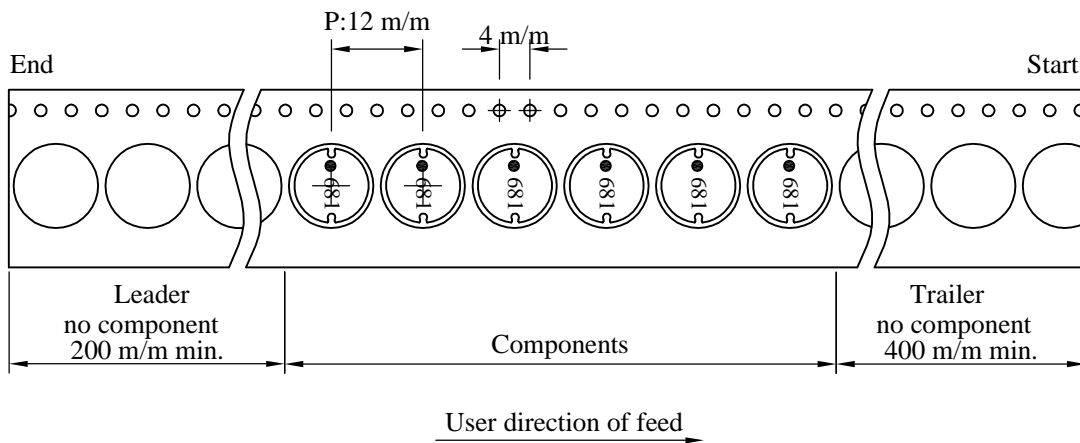 P:12 m/m
4 m/m
End
Start
681
681
681
681
681
681
Leader
no component
200 m/m min.
Components
Trailer
no component
400 m/m min.
User direction of feed